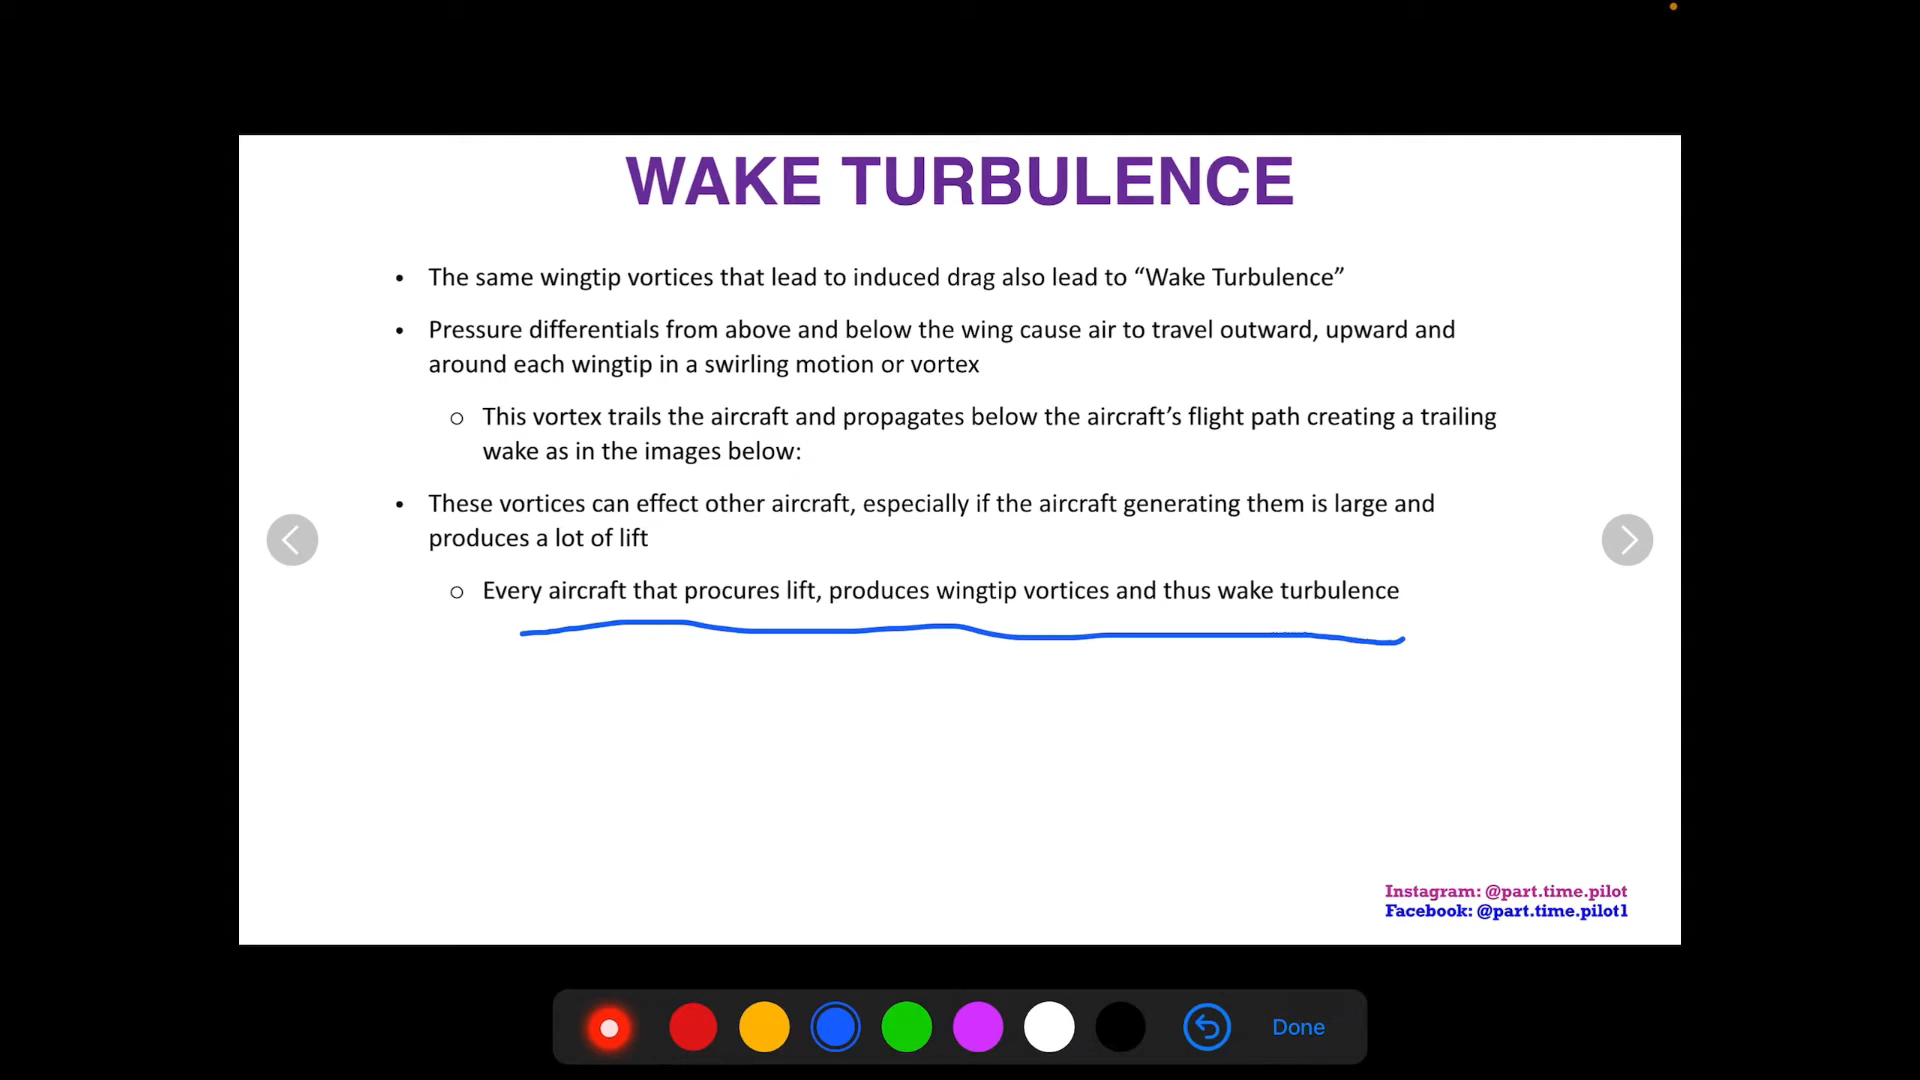 WAKE TURBULENCE
• The same wingtip vortices that lead to induced drag also lead to “Wake Turbulence”
• Pressure differentials from above and below the wing cause air to travel outward, upward and
around each wingtip in a swirling motion or vortex
○ This vortex trails the aircraft and propagates below the aircraft’s flight path creating a trailing
wake as in the images below:
• These vortices can effect other aircraft, especially if the aircraft generating them is large and
produces a lot of lift
○ Every aircraft that procures lift, produces wingtip vortices and thus wake turbulence
Instagram: @part.time.pilot
Facebook: @part.time.pilot1
Done